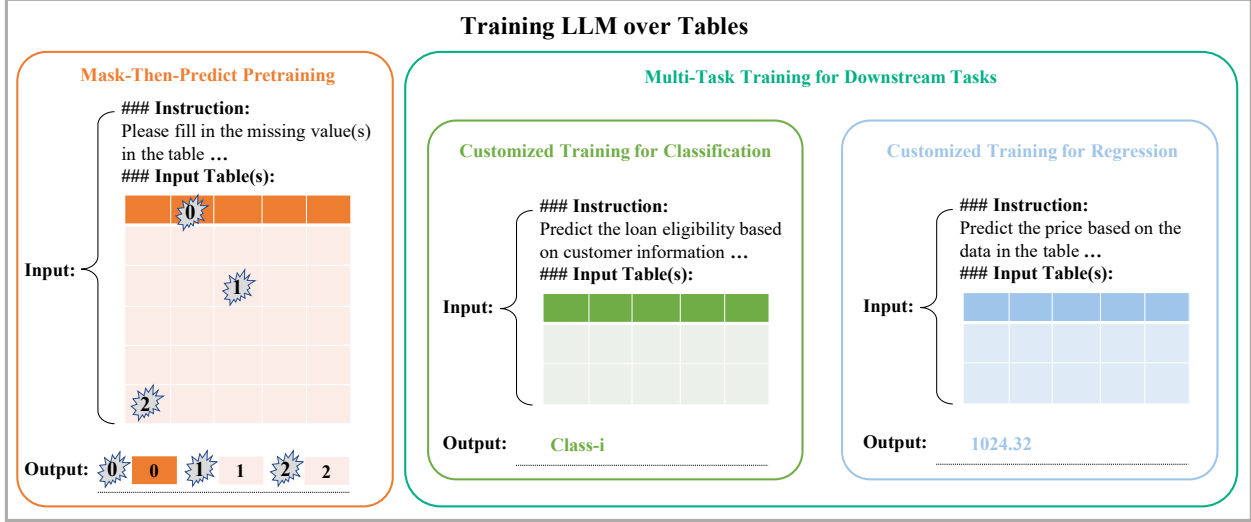 Training LLM over Tables
Mask-Then-Predict Pretraining
### Instruction:
Please fill in the missing value(s)
in the table ...
### Input Table(s):
0
1
2
Input:
Output: 0 0 1 1 2 2
Multi-Task Training for Downstream Tasks
Customized Training for Classification
### Instruction:
Predict the loan eligibility based
on customer information ...
### Input Table(s):
Input:
Output: Class-i
Customized Training for Regression
### Instruction:
Predict the price based on the
data in the table ...
### Input Table(s):
Input:
Output: 1024.32